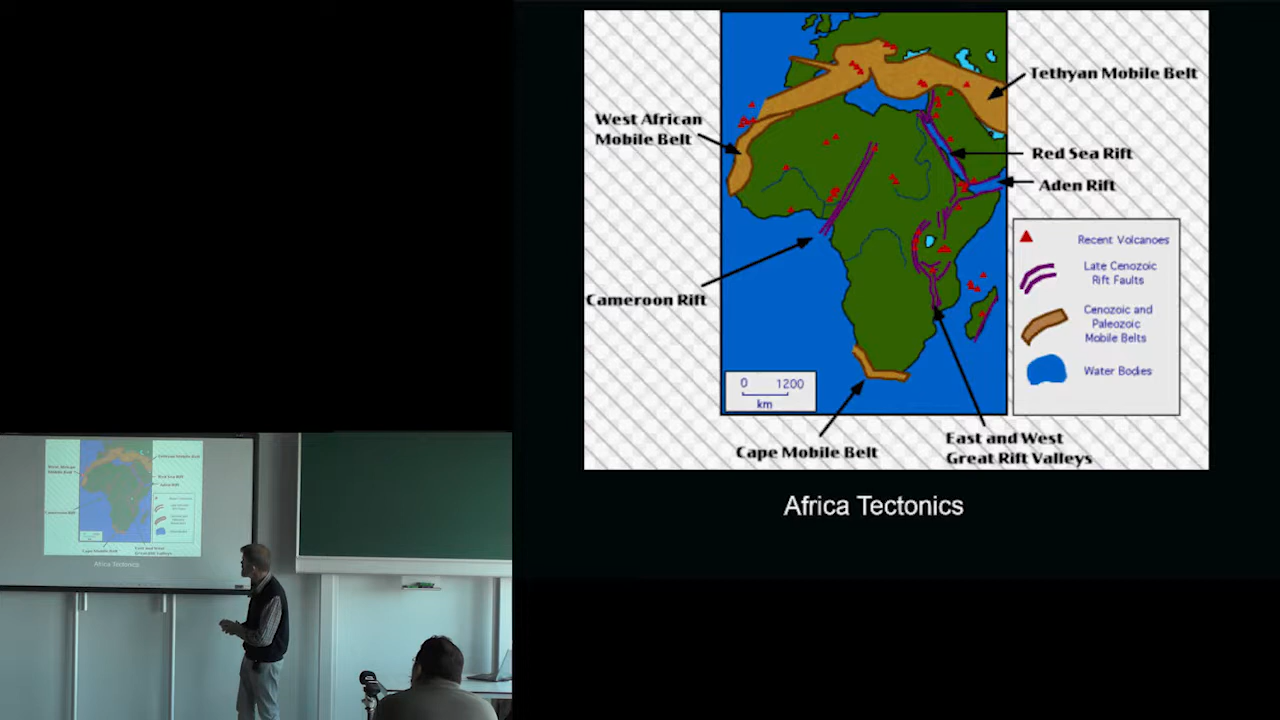 Tethyan Mobile Belt
West African
Mobile Belt
Red Sea Rift
Aden Rift
Recent Volcanoes
Late Cenozoic
Rift Faults
Cenozoic and
Paleozoic
Mobile Belts
Water Bodies
Cameroon Rift
0 1200
km
Cape Mobile Belt
East and West
Great Rift Valleys
Africa Tectonics
Africa Tectonics